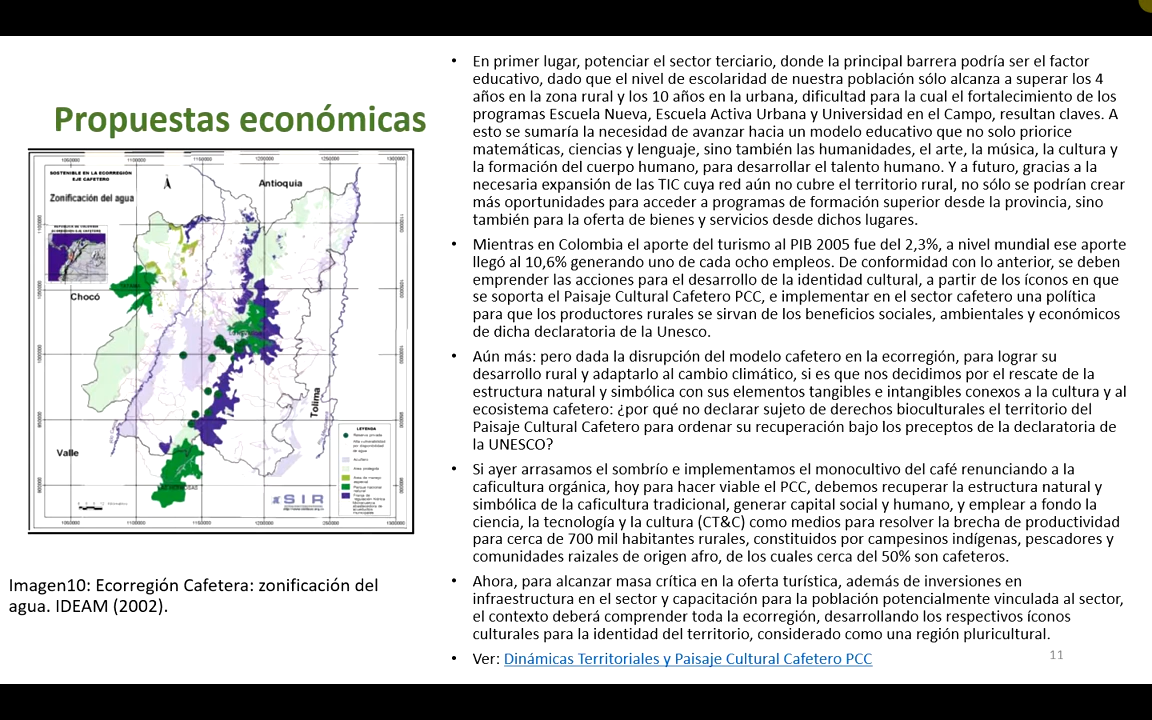 Propuestas económicas
SOSTENIBLE EN LA ECORREGIÓN
EJE CAFETERO
Zonificación del agua
Antioquia
Chocó
Tolima
Valle
LEYENDA
SIR
Imagen10: Ecorregión Cafetera: zonificación del
agua. IDEAM (2002).
• En primer lugar, potenciar el sector terciario, donde la principal barrera podría ser el factor
educativo, dado que el nivel de escolaridad de nuestra población sólo alcanza a superar los 4
años en la zona rural y los 10 años en la urbana, dificultad para la cual el fortalecimiento de los
programas Escuela Nueva, Escuela Activa Urbana y Universidad en el Campo, resultan claves. A
esto se sumaría la necesidad de avanzar hacia un modelo educativo que no solo priorice
matemáticas, ciencias y lenguaje, sino también las humanidades, el arte, la música, la cultura y
la formación del cuerpo humano, para desarrollar el talento humano. Y a futuro, gracias a la
necesaria expansión de las TIC cuya red aún no cubre el territorio rural, no sólo se podrían crear
más oportunidades para acceder a programas de formación superior desde la provincia, sino
también para la oferta de bienes y servicios desde dichos lugares.
• Mientras en Colombia el aporte del turismo al PIB 2005 fue del 2,3%, a nivel mundial ese aporte
llegó al 10,6% generando uno de cada ocho empleos. De conformidad con lo anterior, se deben
emprender las acciones para el desarrollo de la identidad cultural, a partir de los íconos en que
se soporta el Paisaje Cultural Cafetero PCC, e implementar en el sector cafetero una política
para que los productores rurales se sirvan de los beneficios sociales, ambientales y económicos
de dicha declaratoria de la Unesco.
• Aún más: pero dada la disrupción del modelo cafetero en la ecorregión, para lograr su
desarrollo rural y adaptarlo al cambio climático, si es que nos decidimos por el rescate de la
estructura natural y simbólica con sus elementos tangibles e intangibles conexos a la cultura y al
ecosistema cafetero: ¿por qué no declarar sujeto de derechos bioculturales el territorio del
Paisaje Cultural Cafetero para ordenar su recuperación bajo los preceptos de la declaratoria de
la UNESCO?
• Si ayer arrasamos el sombrío e implementamos el monocultivo del café renunciando a la
caficultura orgánica, hoy para hacer viable el PCC, debemos recuperar la estructura natural y
simbólica de la caficultura tradicional, generar capital social y humano, y emplear a fondo la
ciencia, la tecnología y la cultura (CT&C) como medios para resolver la brecha de productividad
para cerca de 700 mil habitantes rurales, constituidos por campesinos indígenas, pescadores y
comunidades raizales de origen afro, de los cuales cerca del 50% son cafeteros.
• Ahora, para alcanzar masa crítica en la oferta turística, además de inversiones en
infraestructura en el sector y capacitación para la población potencialmente vinculada al sector,
el contexto deberá comprender toda la ecorregión, desarrollando los respectivos íconos
culturales para la identidad del territorio, considerado como una región pluricultural.
• Ver: Dinámicas Territoriales y Paisaje Cultural Cafetero PCC
11